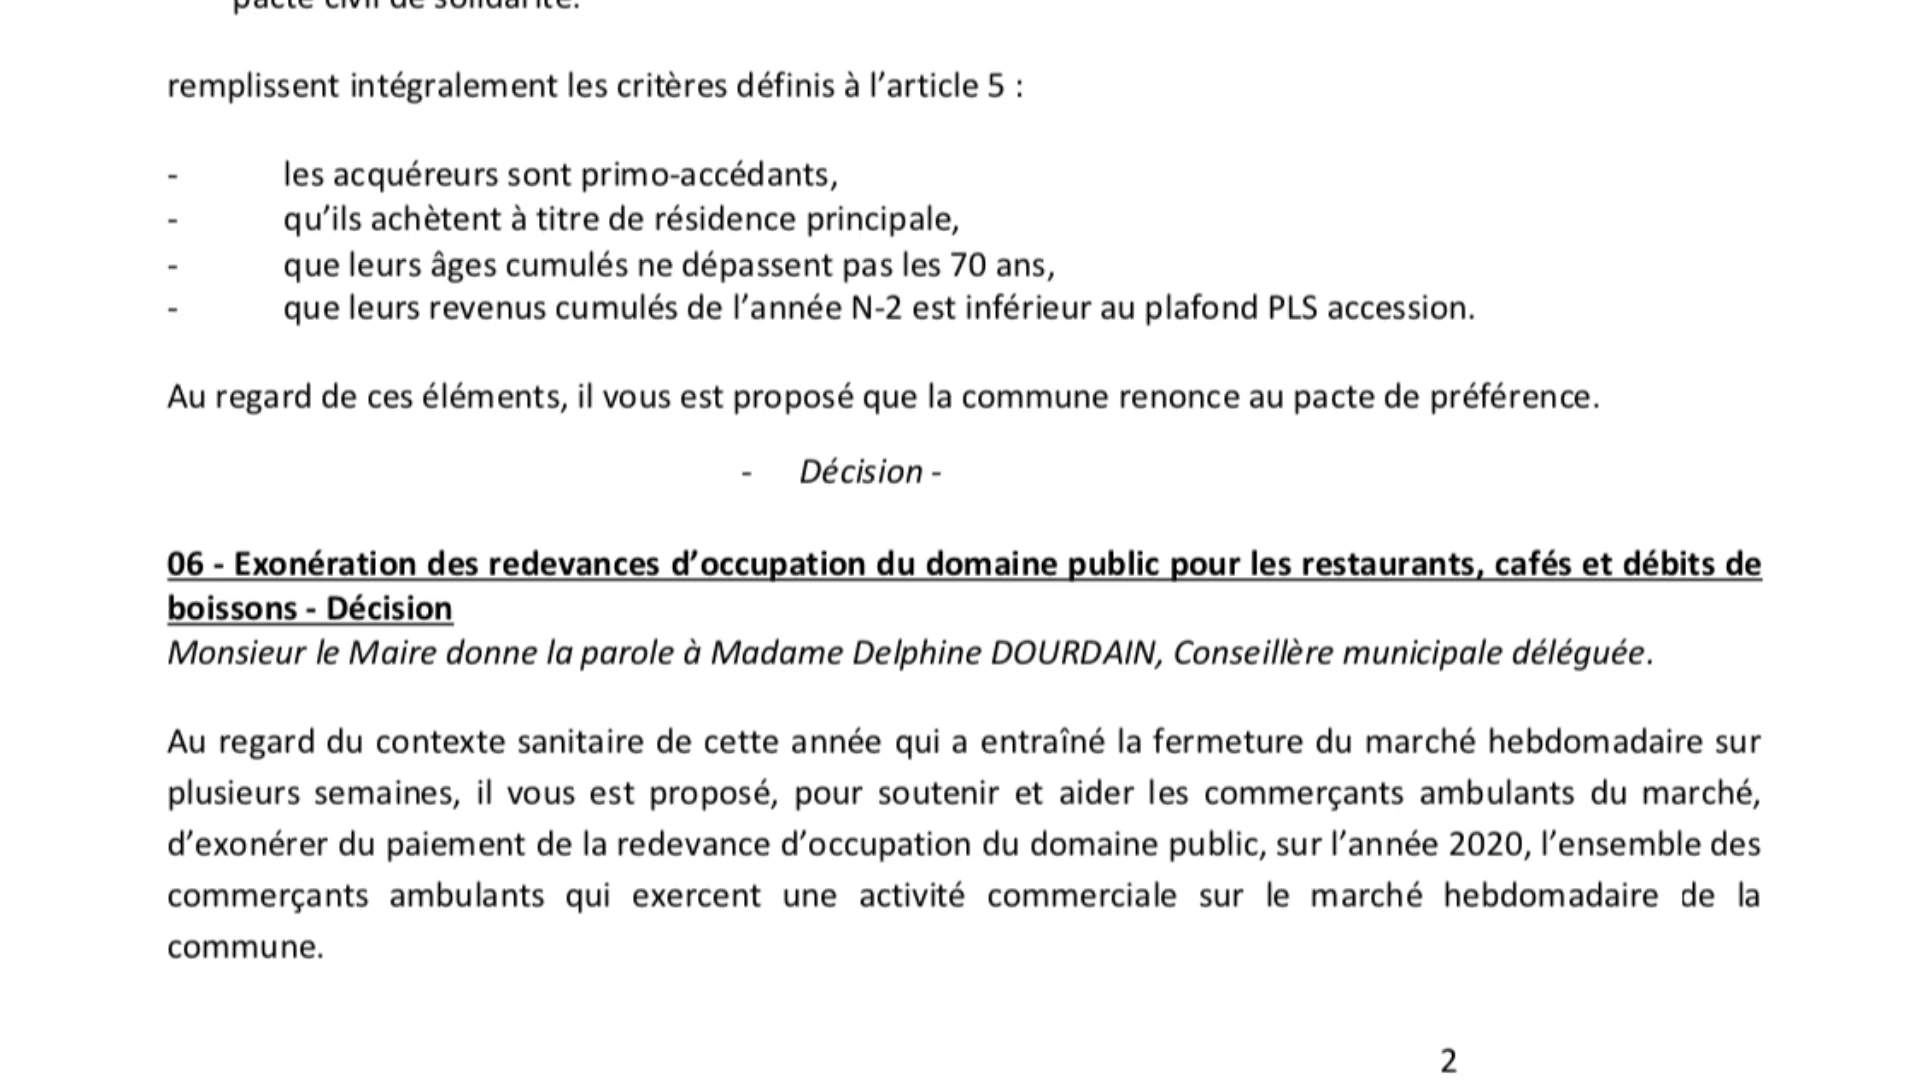 pacte civil de solidarité.
remplissent intégralement les critères définis à l’article 5 :
- les acquéreurs sont primo-accédants,
- qu’ils achètent à titre de résidence principale,
- que leurs âges cumulés ne dépassent pas les 70 ans,
- que leurs revenus cumulés de l’année N-2 est inférieur au plafond PLS accession.
Au regard de ces éléments, il vous est proposé que la commune renonce au pacte de préférence.
- Décision -
06 - Exonération des redevances d’occupation du domaine public pour les restaurants, cafés et débits de
boissons - Décision
Monsieur le Maire donne la parole à Madame Delphine DOURDAIN, Conseillère municipale déléguée.
Au regard du contexte sanitaire de cette année qui a entraîné la fermeture du marché hebdomadaire sur
plusieurs semaines, il vous est proposé, pour soutenir et aider les commerçants ambulants du marché,
d’exonérer du paiement de la redevance d’occupation du domaine public, sur l’année 2020, l’ensemble des
commerçants ambulants qui exercent une activité commerciale sur le marché hebdomadaire de la
commune.
2